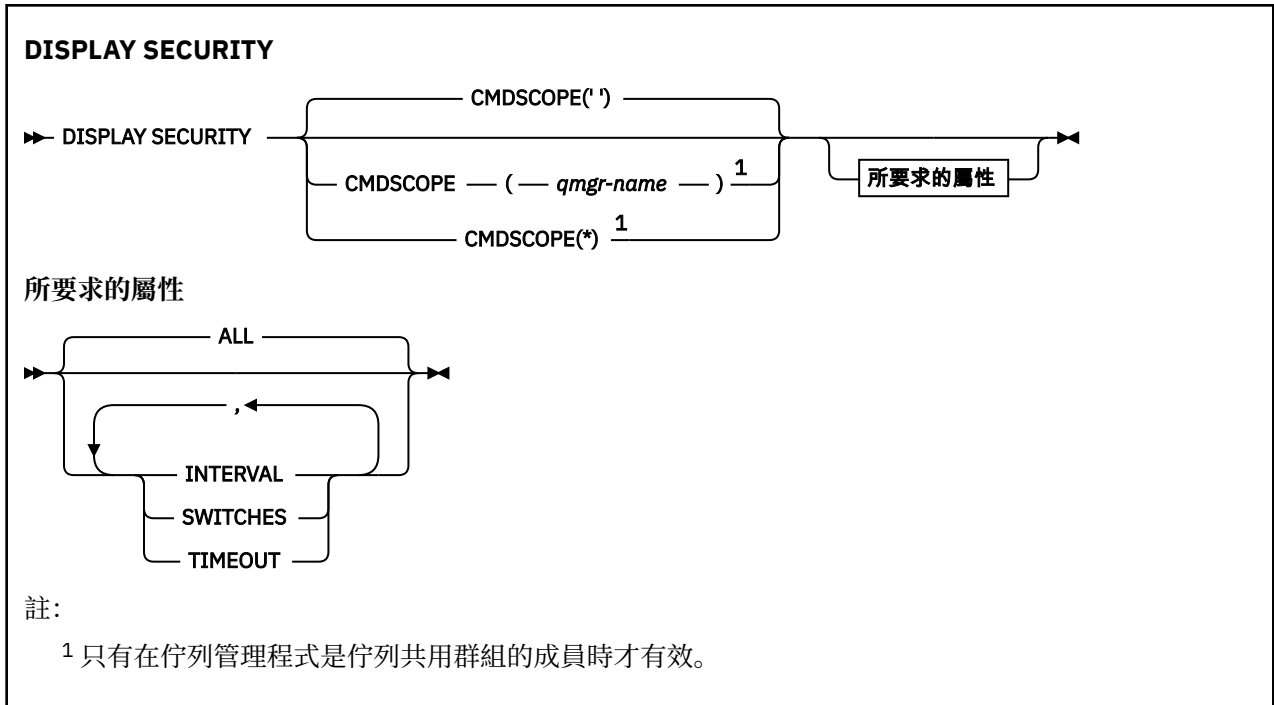 DISPLAY SECURITY
CMDSCOPE(' ')
DISPLAY SECURITY
CMDSCOPE ( qmgr-name ) 1
所要求的屬性
CMDSCOPE(*) 1
所要求的屬性
ALL
,
INTERVAL
SWITCHES
TIMEOUT
註：
1 只有在佇列管理程式是佇列共用群組的成員時才有效。